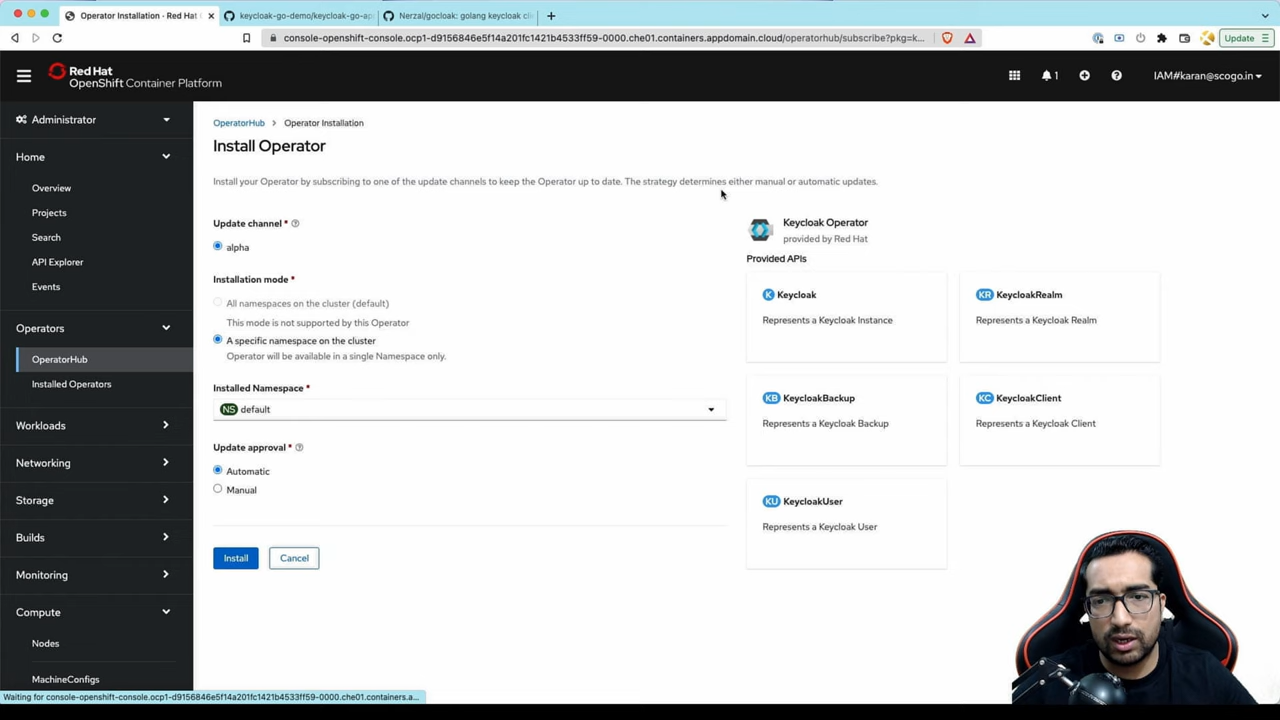 Operator Installation · Red Hat
keycloak-go-demo/keycloak-go-ap
Nerzal/gocloak: golang keycloak cl
console-openshift-console.ocp1-d9156846e5f14a201fc1421b4533ff59-0000.che01.containers.appdomain.cloud/operatorhub/subscribe?pkg=k...
Update
Red Hat
OpenShift Container Platform
1
IAM#karan@scogo.in
Administrator
Home
Overview
Projects
Search
API Explorer
Events
Operators
OperatorHub
Installed Operators
Workloads
Networking
Storage
Builds
Monitoring
Compute
Nodes
MachineConfigs
OperatorHub > Operator Installation
Install Operator
Install your Operator by subscribing to one of the update channels to keep the Operator up to date. The strategy determines either manual or automatic updates.
Update channel *
alpha
Installation mode *
All namespaces on the cluster (default)
This mode is not supported by this Operator
A specific namespace on the cluster
Operator will be available in a single Namespace only.
Installed Namespace *
NS default
Update approval *
Automatic
Manual
Install Cancel
Keycloak Operator
provided by Red Hat
Provided APIs
K Keycloak
Represents a Keycloak Instance
KR KeycloakRealm
Represents a Keycloak Realm
KB KeycloakBackup
Represents a Keycloak Backup
KC KeycloakClient
Represents a Keycloak Client
KU KeycloakUser
Represents a Keycloak User
Waiting for console-openshift-console.ocp1-d9156846e5f14a201fc1421b4533ff59-0000.che01.containers.a...